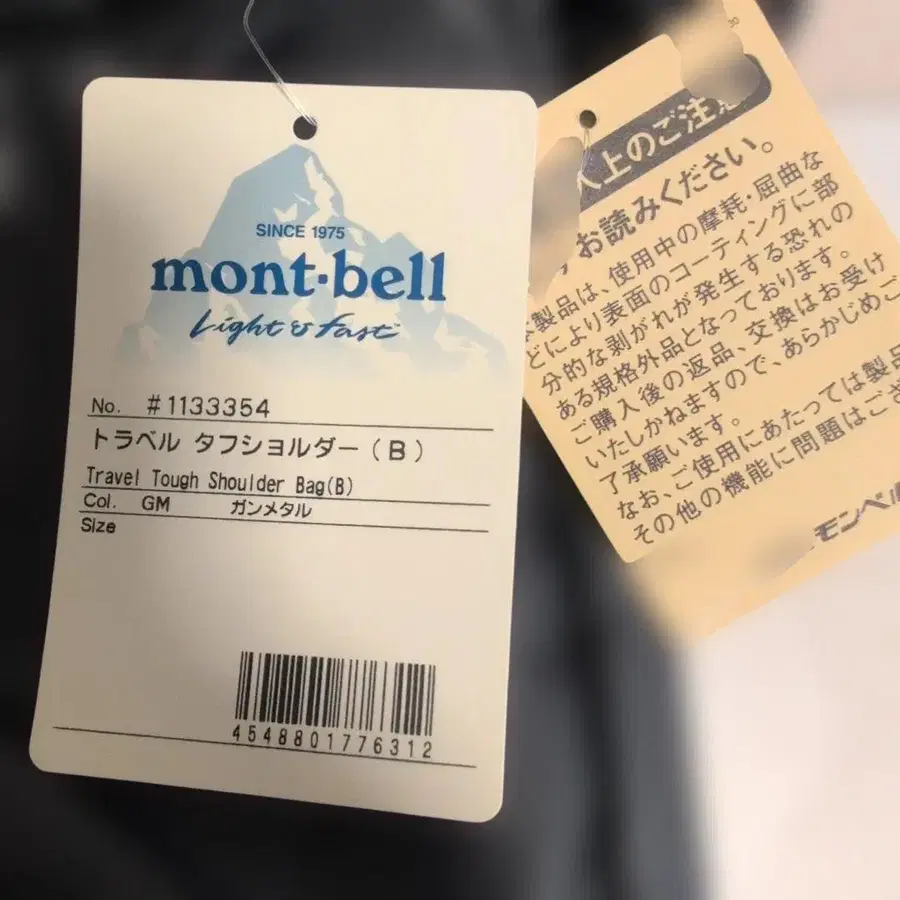 SINCE 1975
mont·bell
Light & Fast™
No. #1133354
トラベル タフショルダー(B)
Travel Tough Shoulder Bag(B)
Col. GM ガンメタル
Size
4548801776312
入上のご注意
お読みください。
製品は、使用中の摩耗・屈曲な
どにより表面のコーティングに部
分的な剥がれが発生する恐れの
ある規格外品となっております。
ご購入後の返品、交換はお受け
いたしかねますので、あらかじめご
了承願います。
なお、ご使用にあたっては製品
その他の機能に問題はござ
モンベル